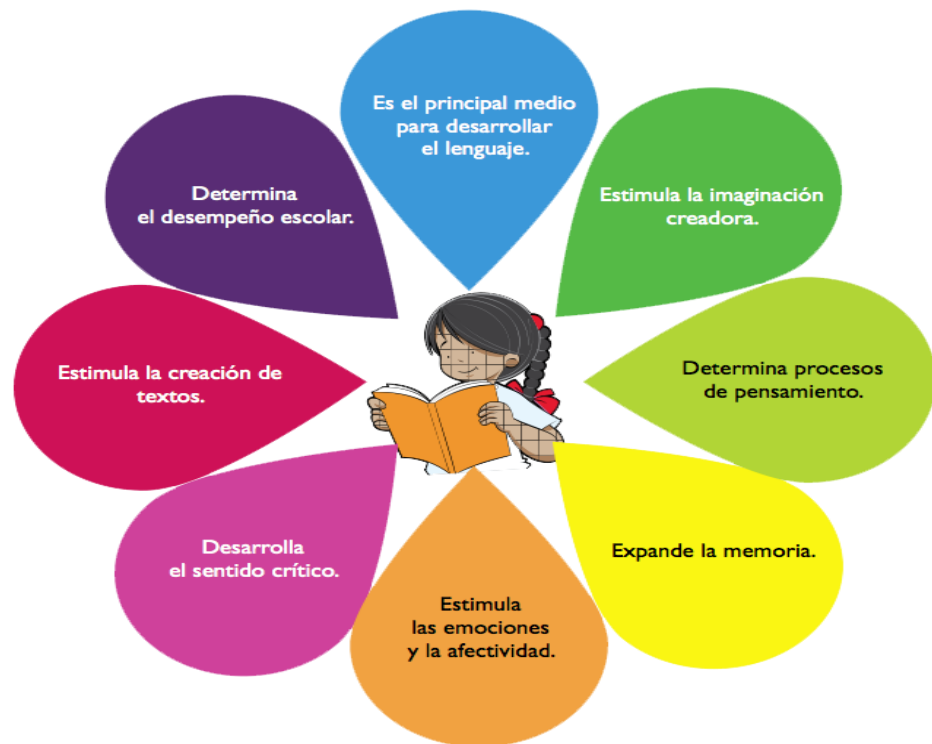 Es el principal medio
para desarrollar
el lenguaje.
Estimula la imaginación
creadora.
Determina procesos
de pensamiento.
Expande la memoria.
Estimula
las emociones
y la afectividad.
Desarrolla
el sentido crítico.
Estimula la creación de
textos.
Determina
el desempeño escolar.